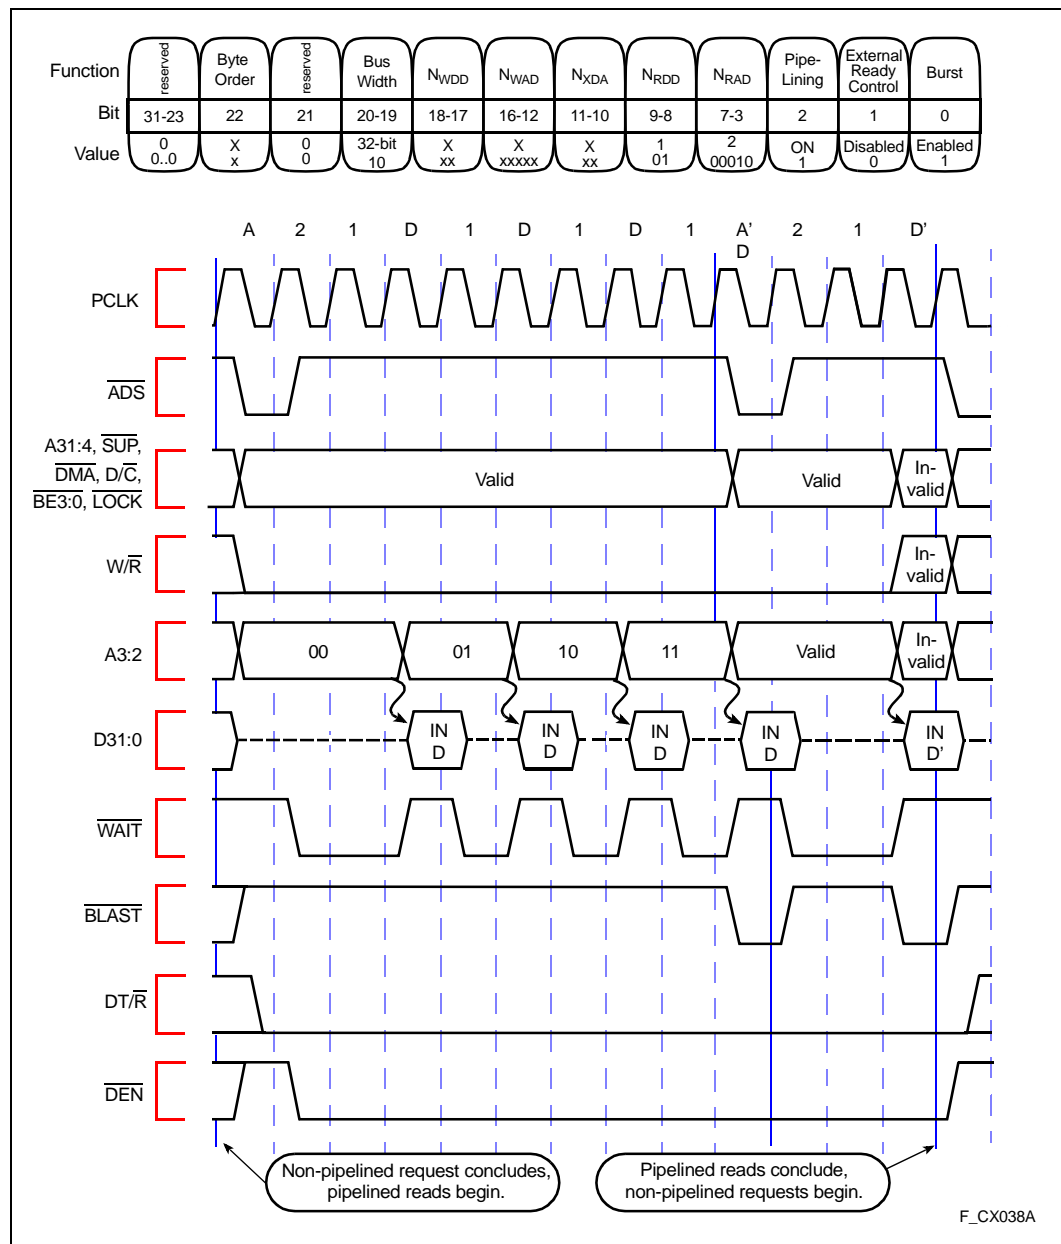 Function reserved Byte Order reserved Bus Width NWDD NWAD NXDA NRDD NRAD Pipe-Lining External Ready Control Burst
Bit 31-23 22 21 20-19 18-17 16-12 11-10 9-8 7-3 2 1 0
Value 0 X 0 32-bit X X X 1 2 ON Disabled Enabled
0..0 x 0 10 xx xxxxx xx 01 00010 1 0 1
A 2 1 D 1 D 1 D 1 A' 2 1 D'
D
PCLK
ADS
A31:4, SUP,
DMA, D/C,
BE3:0, LOCK
Valid Valid In-
valid
W/R In-
valid
A3:2 00 01 10 11 Valid In-
valid
D31:0 IN IN IN IN IN
D D D D D'
WAIT
BLAST
DT/R
DEN
Non-pipelined request concludes,
pipelined reads begin.
Pipelined reads conclude,
non-pipelined requests begin.
F_CX038A